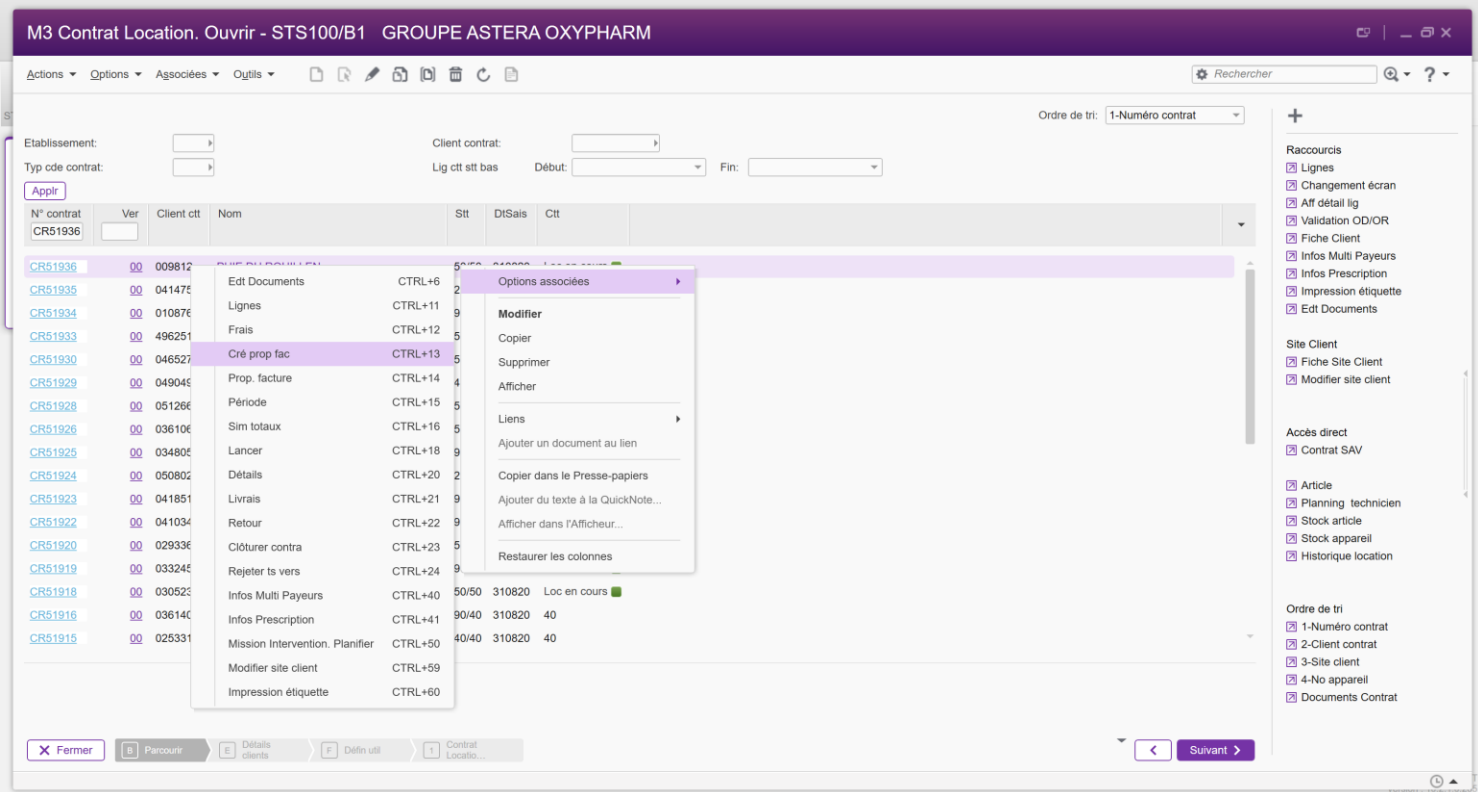 M3 Contrat Location. Ouvrir - STS100/B1 GROUPE ASTERA OXYPHARM
Actions Options Associées Outils Rechercher
Ordre de tri: 1-Numéro contrat
Etablissement: Client contrat:
Typ cde contrat: Lig ctt stt bas Début: Fin:
Applr
N° contrat Ver Client ctt Nom Stt DtSais Ctt
CR51936
CR51936 00 009812
CR51935 00 041475
CR51934 00 010876
CR51933 00 496251
CR51930 00 046527
CR51929 00 049049
CR51928 00 051266
CR51926 00 036106
CR51925 00 034805
CR51924 00 050802
CR51923 00 041851
CR51922 00 041034
CR51920 00 029336
CR51919 00 033245
CR51918 00 030523 50/50 310820 Loc en cours
CR51916 00 036140 90/40 310820 40
CR51915 00 025331 40/40 310820 40
Edt Documents CTRL+6
Lignes CTRL+11
Frais CTRL+12
Cré prop fac CTRL+13
Prop. facture CTRL+14
Période CTRL+15
Sim totaux CTRL+16
Lancer CTRL+18
Détails CTRL+20
Livrais CTRL+21
Retour CTRL+22
Clôturer contra CTRL+23
Rejeter ts vers CTRL+24
Infos Multi Payeurs CTRL+40
Infos Prescription CTRL+41
Mission Intervention. Planifier CTRL+50
Modifier site client CTRL+59
Impression étiquette CTRL+60
Options associées
Modifier
Copier
Supprimer
Afficher
Liens
Ajouter un document au lien
Copier dans le Presse-papiers
Ajouter du texte à la QuickNote...
Afficher dans l'Afficheur...
Restaurer les colonnes
Raccourcis
Lignes
Changement écran
Aff détail lig
Validation OD/OR
Fiche Client
Infos Multi Payeurs
Infos Prescription
Impression étiquette
Edt Documents
Site Client
Fiche Site Client
Modifier site client
Accès direct
Contrat SAV
Article
Planning technicien
Stock article
Stock appareil
Historique location
Ordre de tri
1-Numéro contrat
2-Client contrat
3-Site client
4-No appareil
Documents Contrat
Fermer
B Parcourir
E Détails clients
F Défin util
1 Contrat Locatio...
Suivant